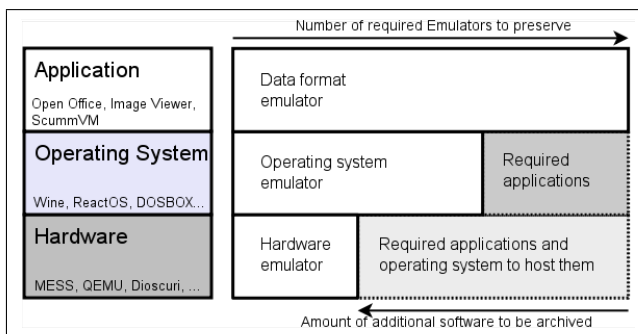 Number of required Emulators to preserve
Application
Open Office, Image Viewer,
ScummVM
Data format
emulator
Operating System
Wine, ReactOS, DOSBOX...
Operating system
emulator
Required
applications
Hardware
MESS, QEMU, Dioscuri, ...
Hardware
emulator
Required applications and
operating system to host them
Amount of additional software to be archived